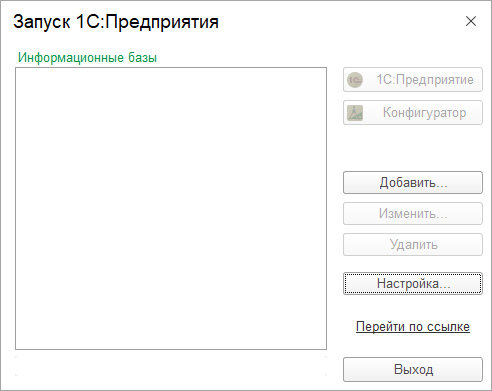 Запуск 1С:Предприятия
Информационные базы
1С:Предприятие
Конфигуратор
Добавить...
Изменить...
Удалить
Настройка...
Перейти по ссылке
Выход